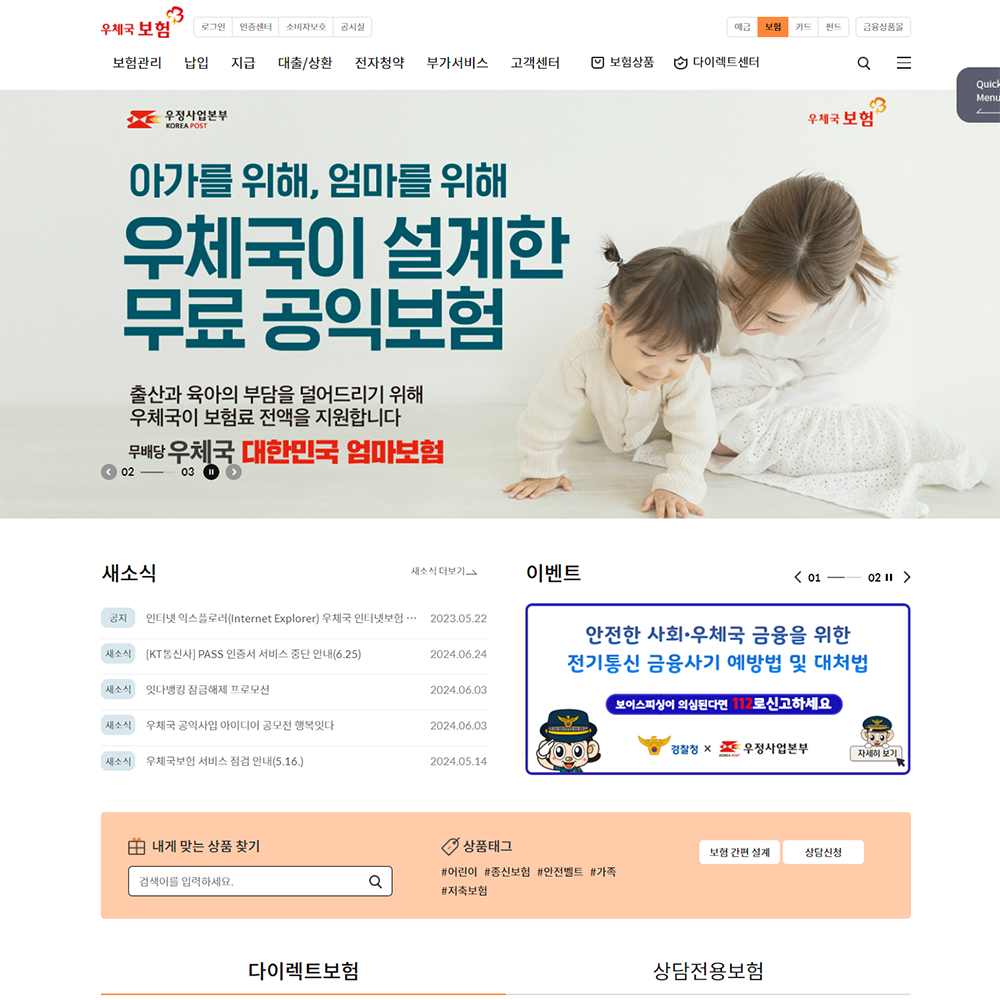 우체국 보험
로그인 인증센터 소비자보호 공시실
예금 보험 카드 펀드 금융상품몰
보험관리 납입 지급 대출/상환 전자청약 부가서비스 고객센터 보험상품 다이렉트센터
Quick
Menu
우정사업본부
KOREA POST
우체국 보험
아가를 위해, 엄마를 위해
우체국이 설계한
무료 공익보험
출산과 육아의 부담을 덜어드리기 위해
우체국이 보험료 전액을 지원합니다
무배당 우체국 대한민국 엄마보험
02 03
새소식
새소식 더보기
공지 인터넷 익스플로러(Internet Explorer) 우체국 인터넷보험 ··· 2023.05.22
새소식 [KT통신사] PASS 인증서 서비스 중단 안내(6.25) 2024.06.24
새소식 잇다뱅킹 잠금해제 프로모션 2024.06.03
새소식 우체국 공익사업 아이디어 공모전 행복잇다 2024.06.03
새소식 우체국보험 서비스 점검 안내(5.16.) 2024.05.14
이벤트
01 02
안전한 사회·우체국 금융을 위한
전기통신 금융사기 예방법 및 대처법
보이스피싱이 의심된다면 112로신고하세요
경찰청 × 우정사업본부
KOREA POST
자세히 보기
내게 맞는 상품 찾기
검색어를 입력하세요.
상품태그
#어린이 #종신보험 #안전벨트 #가족
#저축보험
보험 간편 설계 상담신청
다이렉트보험 상담전용보험